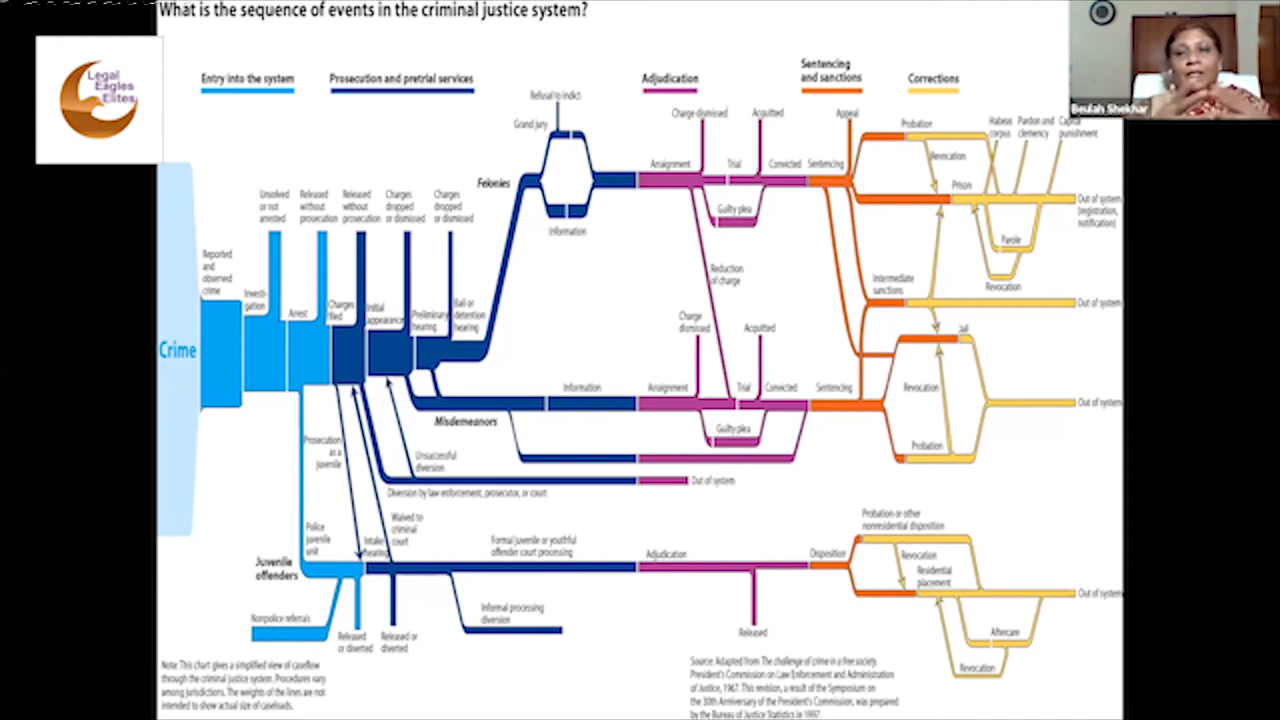 What is the sequence of events in the criminal justice system?
Legal
Eagles
Elites
Beulah Shekhar
Entry into the system
Prosecution and pretrial services
Adjudication
Sentencing
and sanctions
Corrections
Refusal to indict
Grand jury
Felonies
Information
Charge dismissed
Acquitted
Arraignment
Trial
Convicted
Guilty plea
Reduction
of charge
Appeal
Sentencing
Probation
Revocation
Prison
Habeas
corpus
Pardon and
clemency
Capital
punishment
Out of system
(registration,
notification)
Parole
Revocation
Intermediate
sanctions
Out of system
Jail
Unsolved
or not
arrested
Released
without
prosecution
Released
without
prosecution
Charges
dropped
or dismissed
Charges
dropped
or dismissed
Reported
and
observed
crime
Investi-
gation
Arrest
Charges
filed
Initial
appearance
Preliminary
hearing
Bail or
detention
hearing
Crime
Misdemeanors
Information
Charge
dismissed
Acquitted
Arraignment
Trial
Convicted
Guilty plea
Sentencing
Revocation
Probation
Out of system
Unsuccessful
diversion
Diversion by law enforcement, prosecutor, or court
Out of system
Prosecution
as a
juvenile
Waived to
criminal
court
Police
juvenile
unit
Intake
hearing
Juvenile
offenders
Formal juvenile or youthful
offender court processing
Adjudication
Disposition
Probation or other
nonresidential disposition
Revocation
Residential
placement
Out of system
Nonpolice referrals
Released
or diverted
Released or
diverted
Informal processing
diversion
Released
Aftercare
Revocation
Note: This chart gives a simplified view of caseflow
through the criminal justice system. Procedures vary
among jurisdictions. The weights of the lines are not
intended to show actual size of caseloads.
Source: Adapted from The challenge of crime in a free society.
President's Commission on Law Enforcement and Administration
of Justice, 1967. This revision, a result of the Symposium on
the 30th Anniversary of the President's Commission, was prepared
by the Bureau of Justice Statistics in 1997.